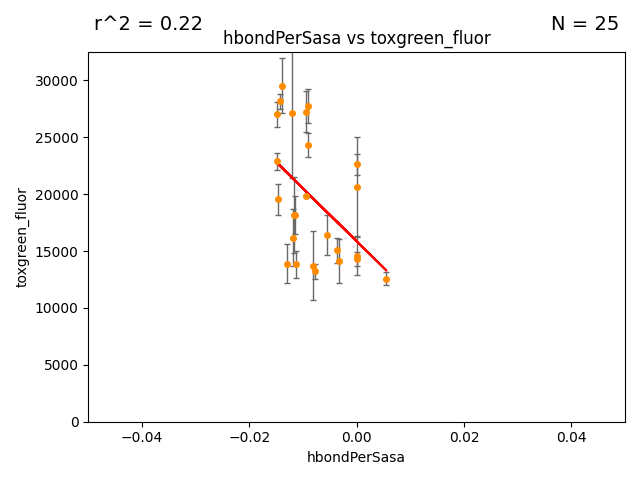 r^2 = 0.22
N = 25
hbondPerSasa vs toxgreen_fluor
30000
25000
20000
15000
10000
5000
0
toxgreen_fluor
−0.04
−0.02
0.00
0.02
0.04
hbondPerSasa